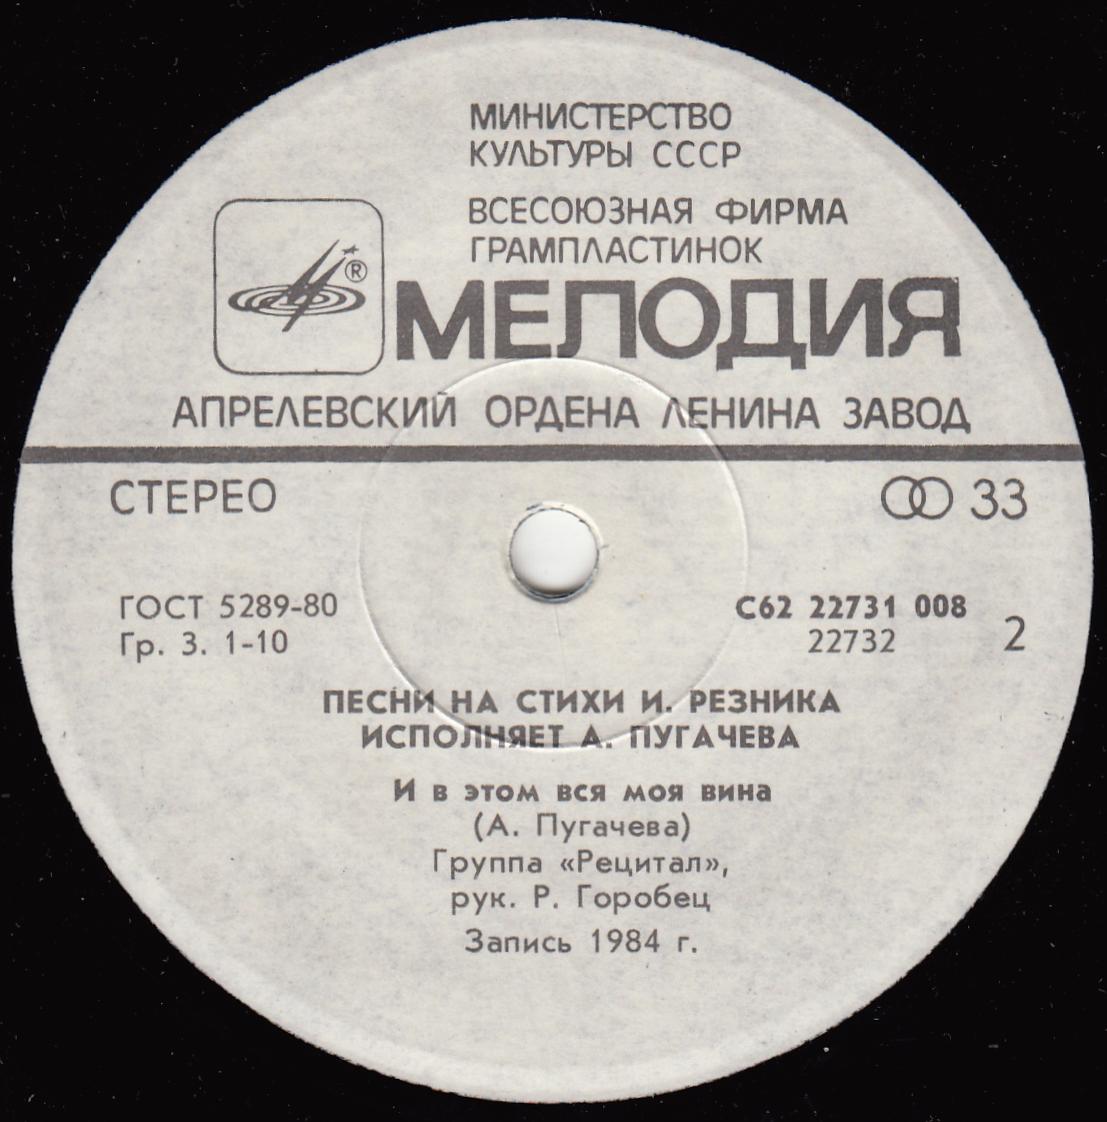 МИНИСТЕРСТВО
КУЛЬТУРЫ СССР
ВСЕСОЮЗНАЯ ФИРМА
ГРАМПЛАСТИНОК
®
МЕЛОДИЯ
АПРЕЛЕВСКИЙ ОРДЕНА ЛЕНИНА ЗАВОД
СТЕРЕО 33
ГОСТ 5289-80 С62 22731 008
Гр. 3. 1-10 22732 2
ПЕСНИ НА СТИХИ И. РЕЗНИКА
ИСПОЛНЯЕТ А. ПУГАЧЕВА
И в этом вся моя вина
(А. Пугачева)
Группа «Рецитал»,
рук. Р. Горобец
Запись 1984 г.